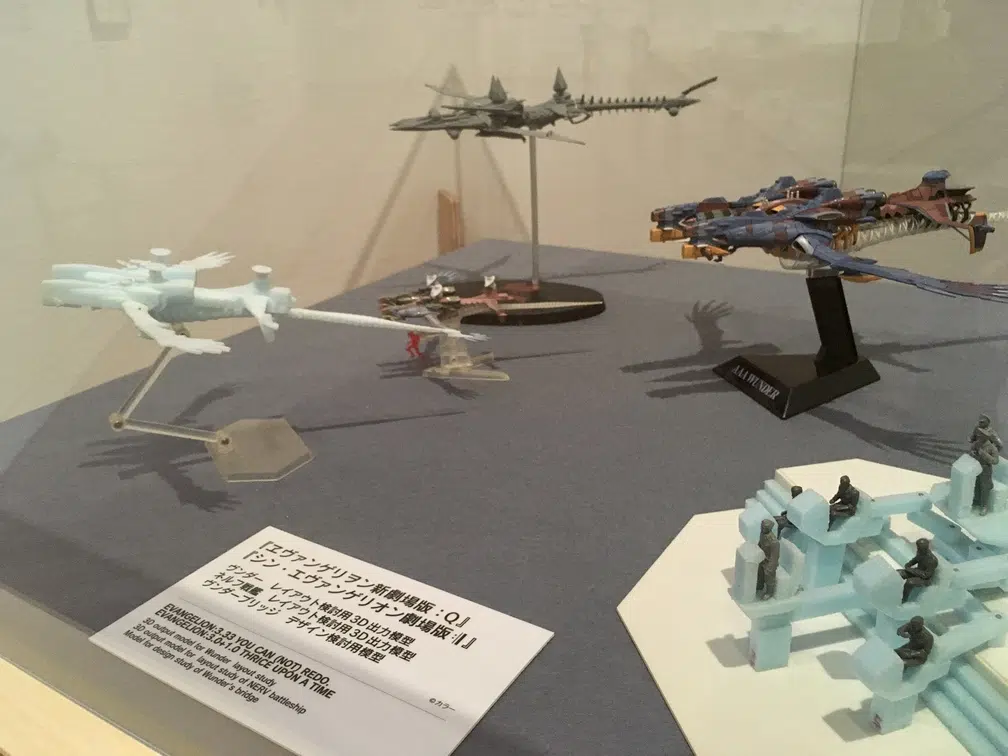 AAA WUNDER
『ヱヴァンゲリヲン新劇場版：Q』
『シン・エヴァンゲリオン劇場版𝄇』
ヴンダー　レイアウト検討用3D出力模型
ネルフ戦艦　レイアウト検討用3D出力模型
ヴンダーブリッジ　デザイン検討用模型
EVANGELION:3.33 YOU CAN (NOT) REDO.
EVANGELION:3.0+1.0 THRICE UPON A TIME
3D output model for Wunder layout study
3D output model for layout study of NERV battleship
Model for design study of Wunder's bridge
©カラー